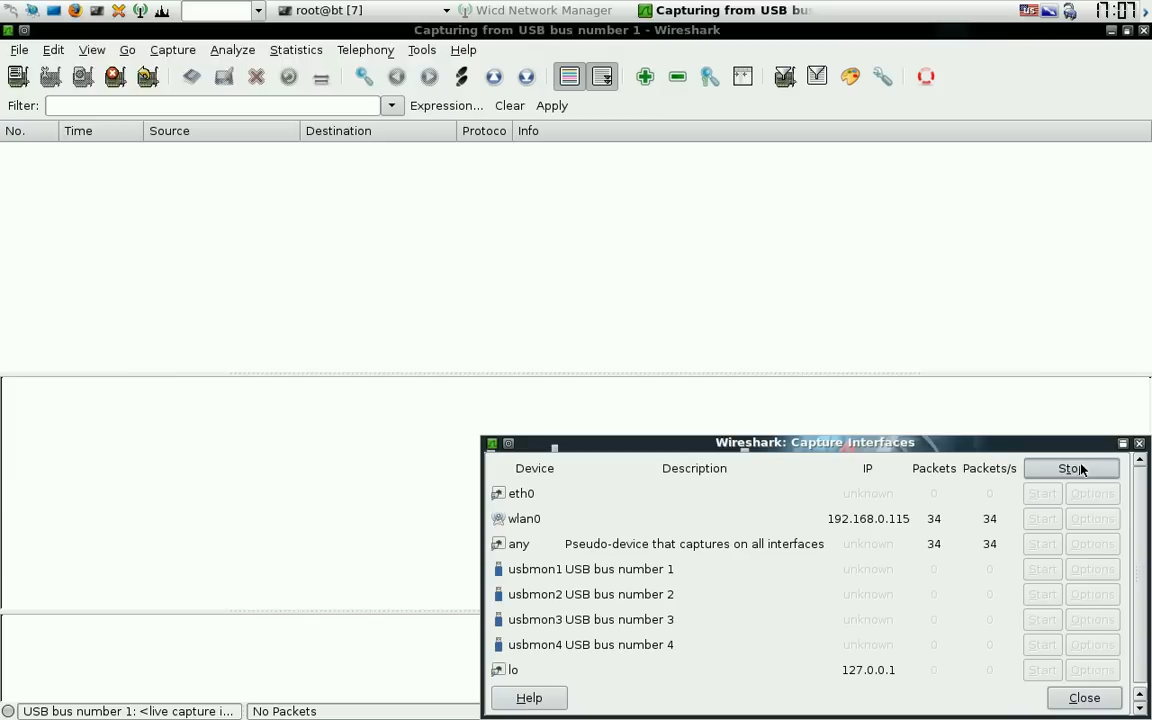 root@bt [7] Wicd Network Manager Capturing from USB bu 17:07
Capturing from USB bus number 1 - Wireshark
File Edit View Go Capture Analyze Statistics Telephony Tools Help
Filter: Expression... Clear Apply
No. Time Source Destination Protoco Info
Wireshark: Capture Interfaces
Device Description IP Packets Packets/s Stop
eth0 unknown 0 0 Start Options
wlan0 192.168.0.115 34 34 Start Options
any Pseudo-device that captures on all interfaces unknown 34 34 Start Options
usbmon1 USB bus number 1 unknown 0 0 Start Options
usbmon2 USB bus number 2 unknown 0 0 Start Options
usbmon3 USB bus number 3 unknown 0 0 Start Options
usbmon4 USB bus number 4 unknown 0 0 Start Options
lo 127.0.0.1 0 0 Start Options
Help Close
USB bus number 1: <live capture i... No Packets